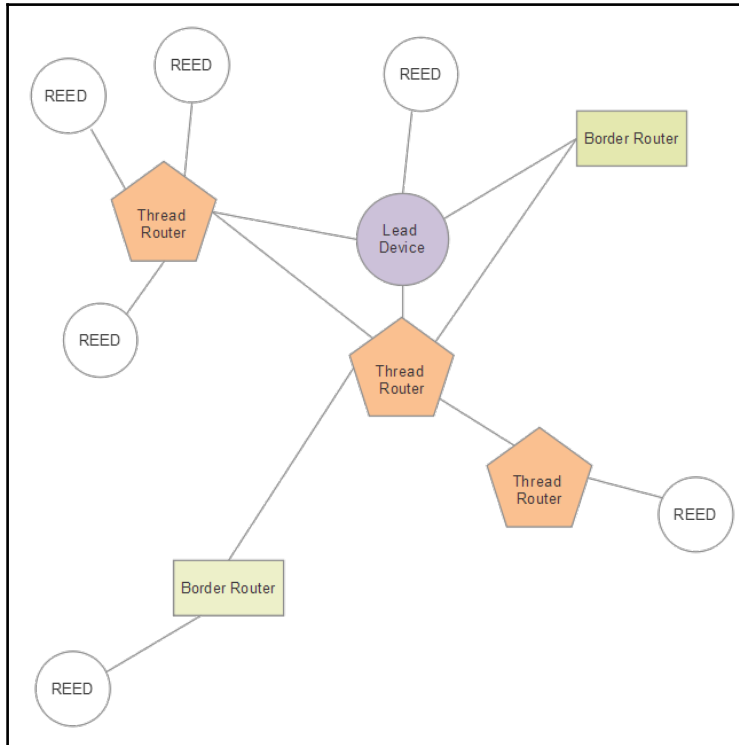 REED
REED
REED
Border Router
Thread
Router
Lead
Device
REED
Thread
Router
Thread
Router
REED
Border Router
REED